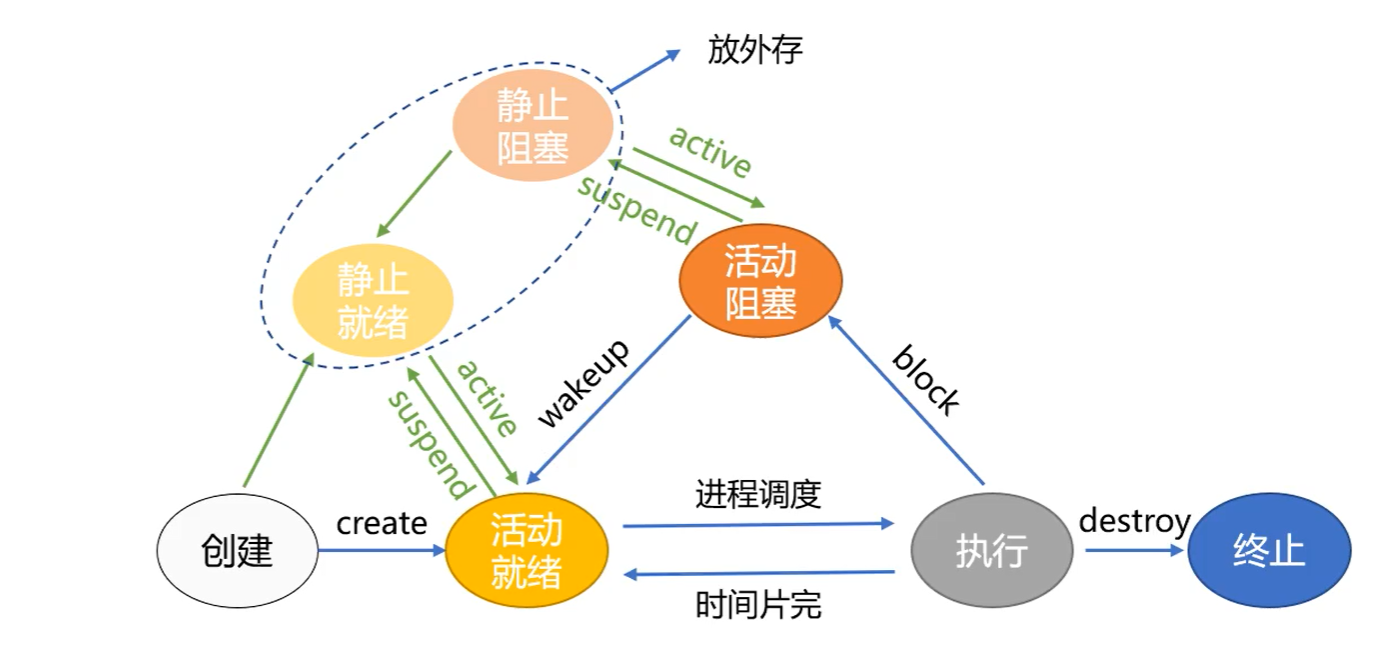 放外存
静止
阻塞
active
suspend
活动
阻塞
静止
就绪
active
suspend
wakeup
block
创建
create
活动
就绪
进程调度
时间片完
执行
destroy
终止